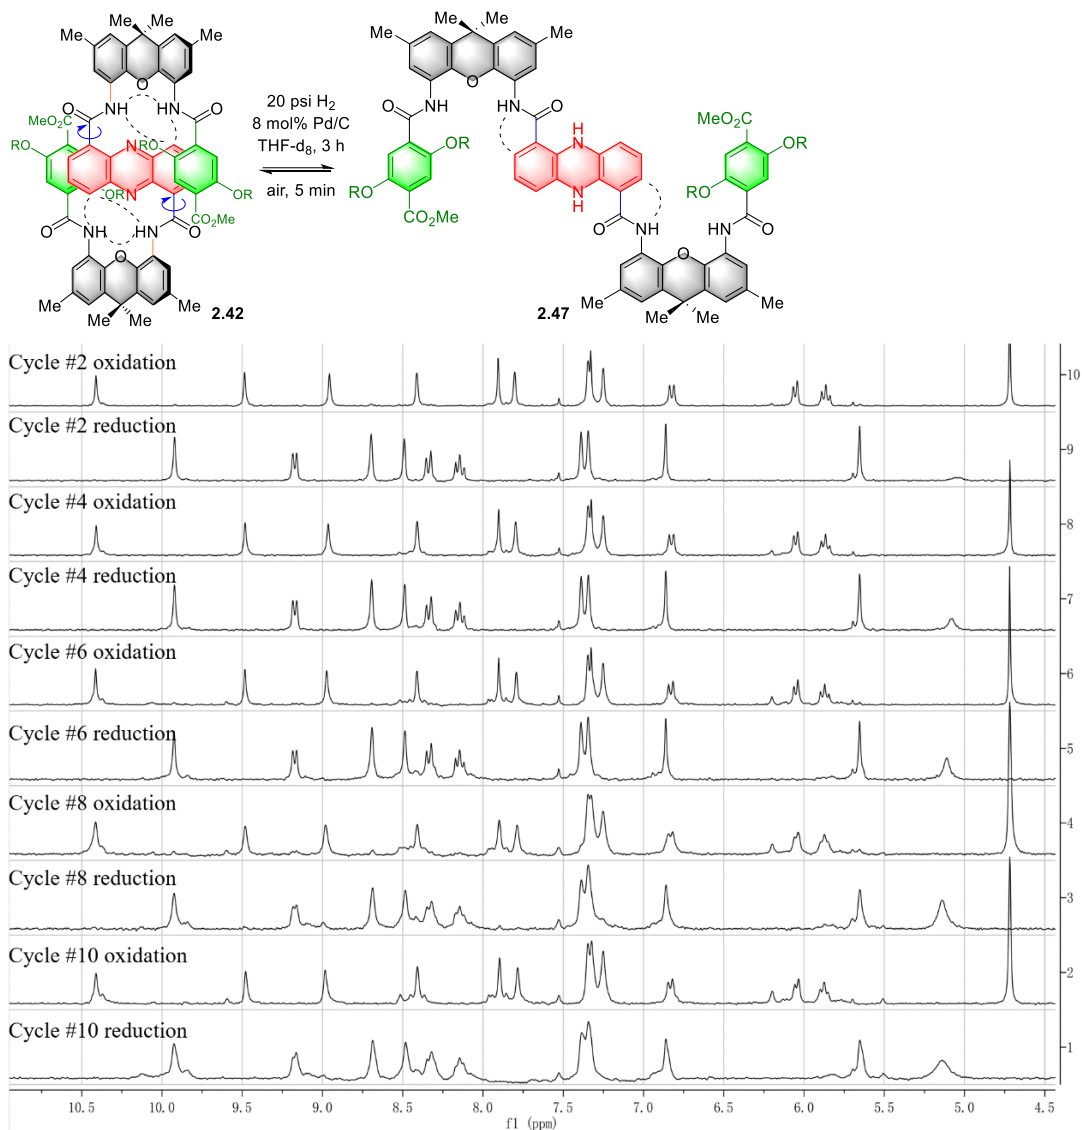 Me Me
Me Me
O
O NH HN O
MeO₂C
RO N RO
N OR OR
CO₂Me
O NH HN O
O
Me Me
Me Me
2.42
20 psi H₂
8 mol% Pd/C
THF-d₈, 3 h
air, 5 min
Me Me
Me Me
O
O NH HN O
OR
RO
CO₂Me
H
N
N
H
MeO₂C
OR
RO
O NH HN O
O
Me Me
Me Me
2.47
Cycle #2 oxidation
10
Cycle #2 reduction
9
Cycle #4 oxidation
8
Cycle #4 reduction
7
Cycle #6 oxidation
6
Cycle #6 reduction
5
Cycle #8 oxidation
4
Cycle #8 reduction
3
Cycle #10 oxidation
2
Cycle #10 reduction
1
10.5 10.0 9.5 9.0 8.5 8.0 7.5 7.0 6.5 6.0 5.5 5.0 4.5
f1 (ppm)